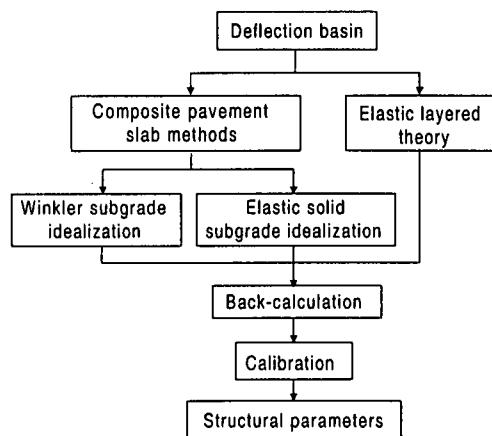 Deflection basin
Composite pavement
slab methods
Elastic layered
theory
Winkler subgrade
idealization
Elastic solid
subgrade idealization
Back-calculation
Calibration
Structural parameters